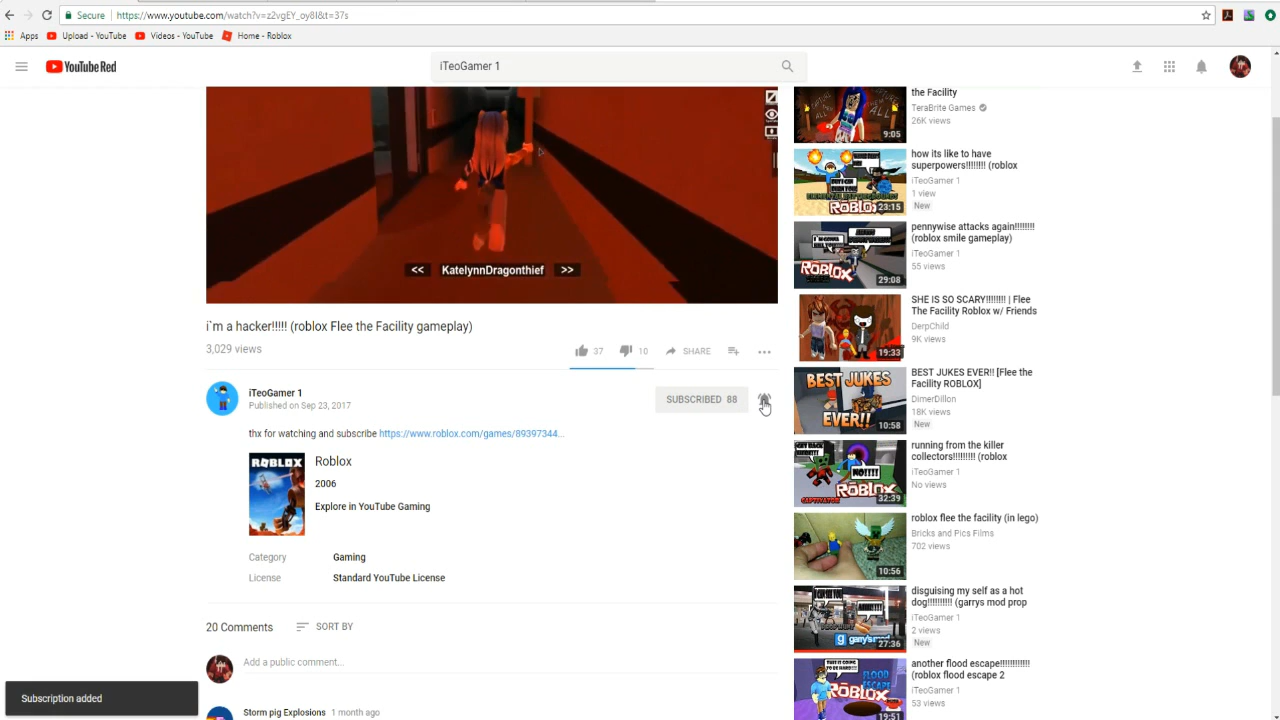 Secure
https://www.youtube.com/watch?v=z2vgEY_oy8I&t=37s
Apps
Upload - YouTube
Videos - YouTube
Home - Roblox
YouTube Red
iTeoGamer 1
<< KatelynnDragonthief >>
i`m a hacker!!!!! (roblox Flee the Facility gameplay)
3,029 views
37
10
SHARE
iTeoGamer 1
Published on Sep 23, 2017
SUBSCRIBED 88
thx for watching and subscribe https://www.roblox.com/games/89397344...
ROBLOX
Roblox
2006
Explore in YouTube Gaming
Category Gaming
License Standard YouTube License
20 Comments
SORT BY
Add a public comment...
Storm pig Explosions 1 month ago
Subscription added
the Facility
TeraBrite Games
26K views
9:05
how its like to have
superpowers!!!!!!!! (roblox
iTeoGamer 1
1 view
New
ROBLOX
23:15
pennywise attacks again!!!!!!!!
(roblox smile gameplay)
iTeoGamer 1
55 views
ROBLOX
29:08
SHE IS SO SCARY!!!!!!!! | Flee
The Facility Roblox w/ Friends
DerpChild
9K views
19:33
BEST JUKES EVER!! [Flee the
Facility ROBLOX]
DimerDillon
18K views
New
BEST JUKES
EVER!!
10:58
running from the killer
collectors!!!!!!!!! (roblox
iTeoGamer 1
No views
NO!!!!
ROBLOX
32:39
roblox flee the facility (in lego)
Bricks and Pics Films
702 views
10:56
disguising my self as a hot
dog!!!!!!!!!! (garrys mod prop
iTeoGamer 1
2 views
New
garry's mod
27:36
another flood escape!!!!!!!!!!!!
(roblox flood escape 2
iTeoGamer 1
53 views
FLOOD
ESCAPE
ROBLOX
19:51